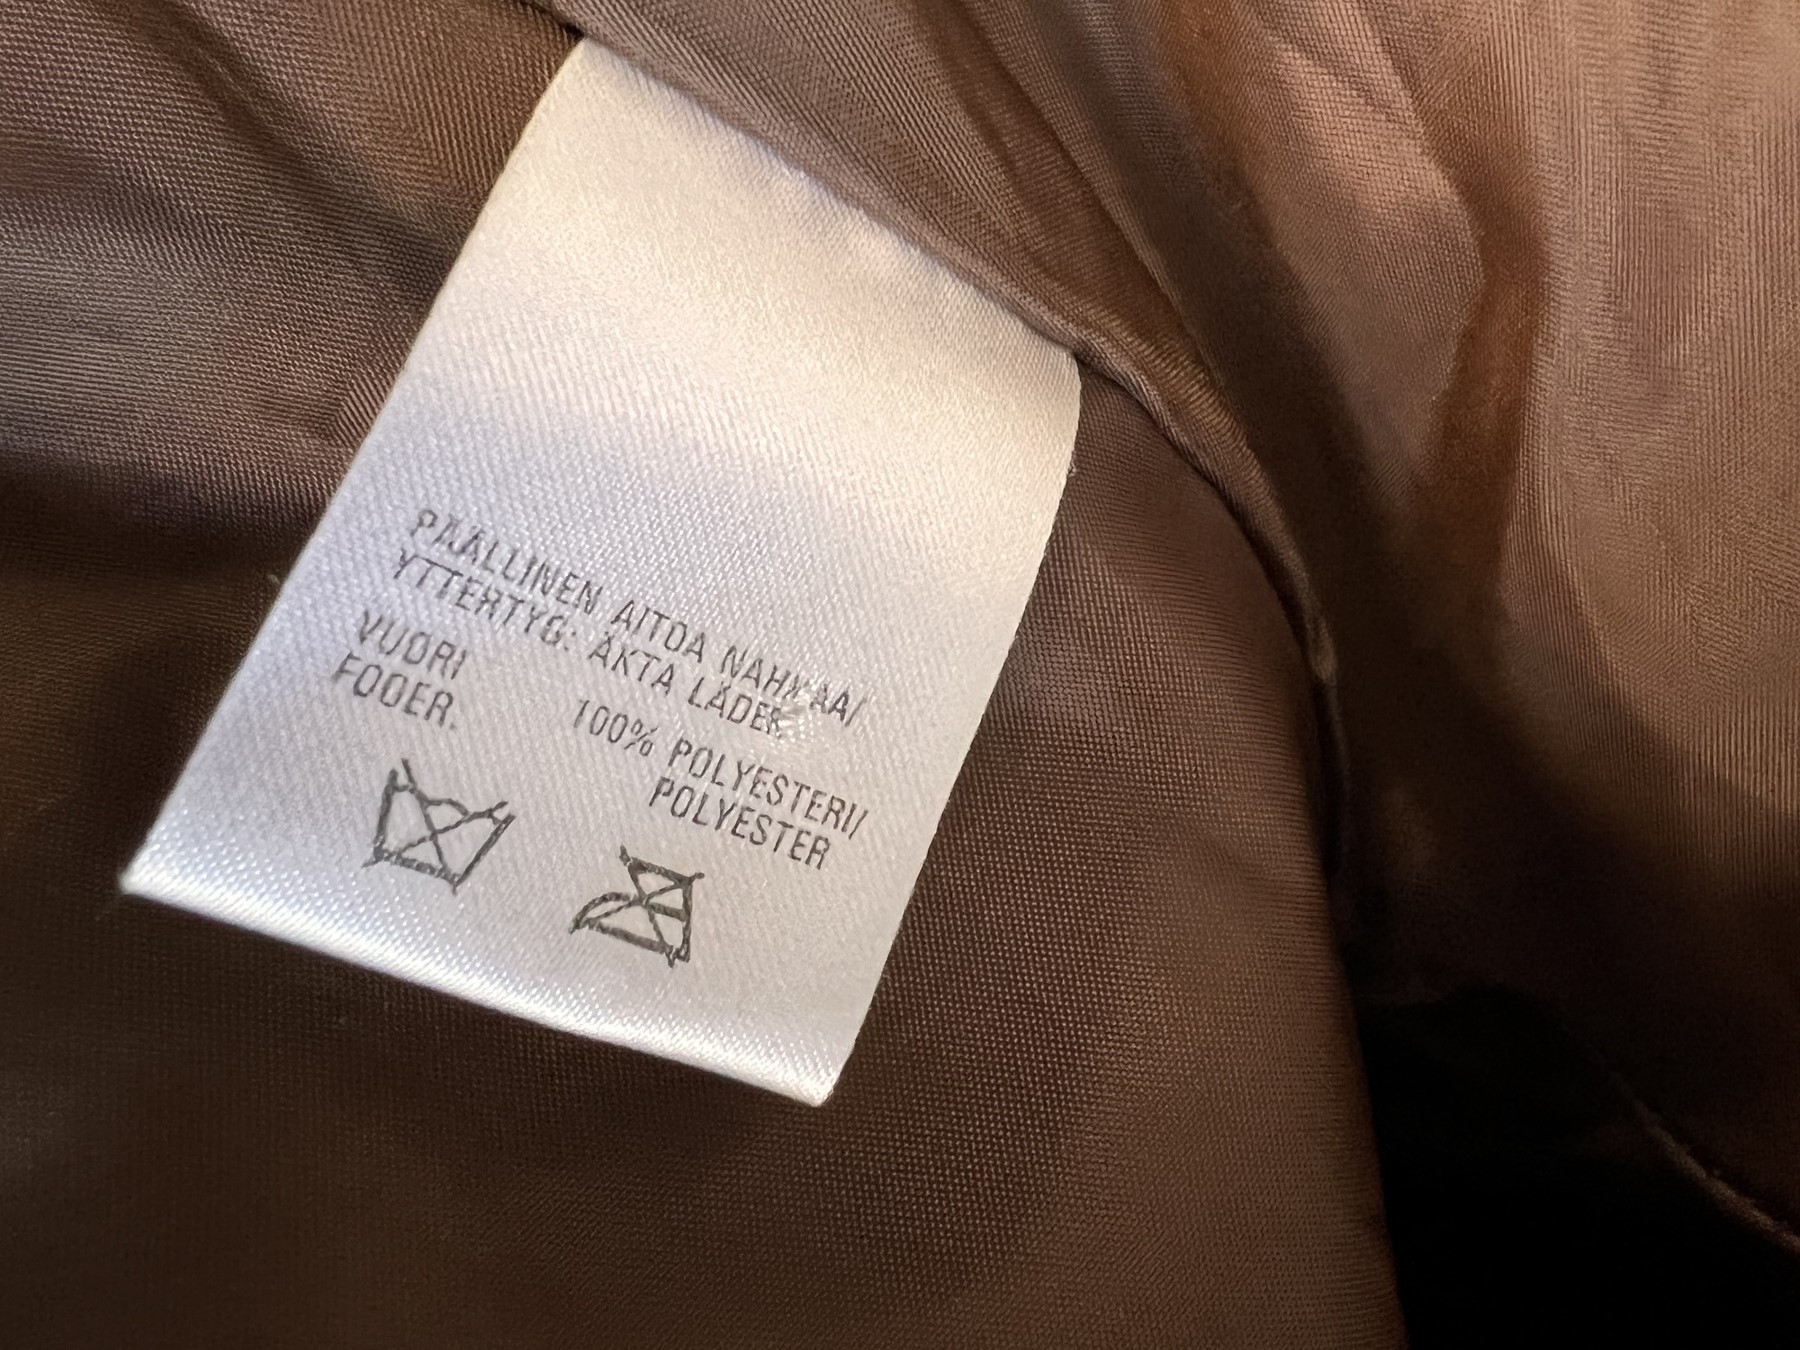 PÄÄLLINEN AITOA NAHKAA/
YTTERTYG: ÄKTA LÄDER
VUORI 100% POLYESTERI/
FODER. POLYESTER